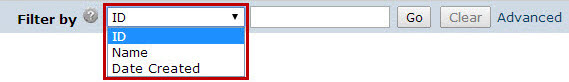 Filter by ? ID Go Clear Advanced
ID
Name
Date Created